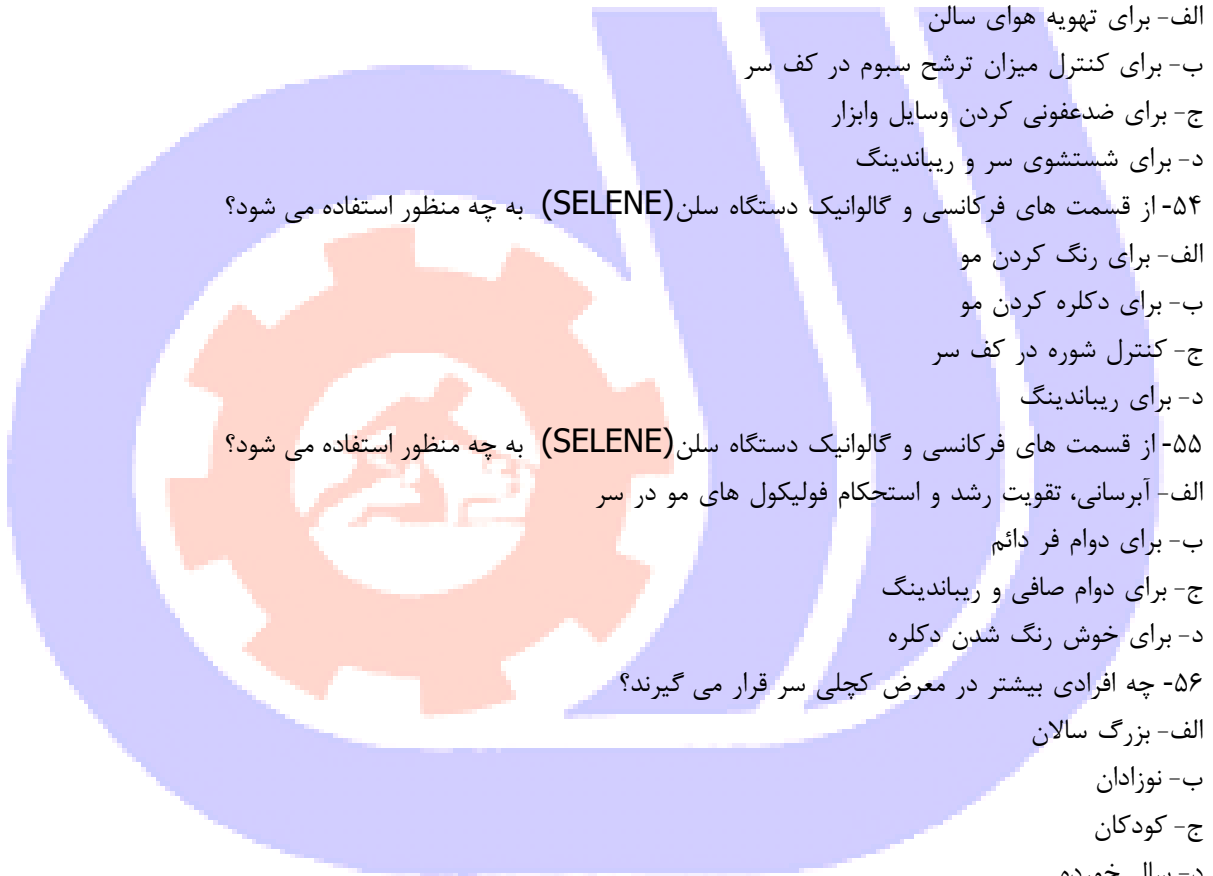 الف- برای تهویه هوای سالن
ب- برای کنترل میزان ترشح سبوم در کف سر
ج- برای ضدعفونی کردن وسایل وابزار
د- برای شستشوی سر و ریباندینگ
۵۴- از قسمت های فرکانسی و گالوانیک دستگاه سلن(SELENE) به چه منظور استفاده می شود؟
الف- برای رنگ کردن مو
ب- برای دکلره کردن مو
ج- کنترل شوره در کف سر
د- برای ریباندینگ
۵۵- از قسمت های فرکانسی و گالوانیک دستگاه سلن(SELENE) به چه منظور استفاده می شود؟
الف- آبرسانی، تقویت رشد و استحکام فولیکول های مو در سر
ب- برای دوام فر دائم
ج- برای دوام صافی و ریباندینگ
د- برای خوش رنگ شدن دکلره
۵۶- چه افرادی بیشتر در معرض کچلی سر قرار می گیرند؟
الف- بزرگ سالان
ب- نوزادان
ج- کودکان
د- سال خورده